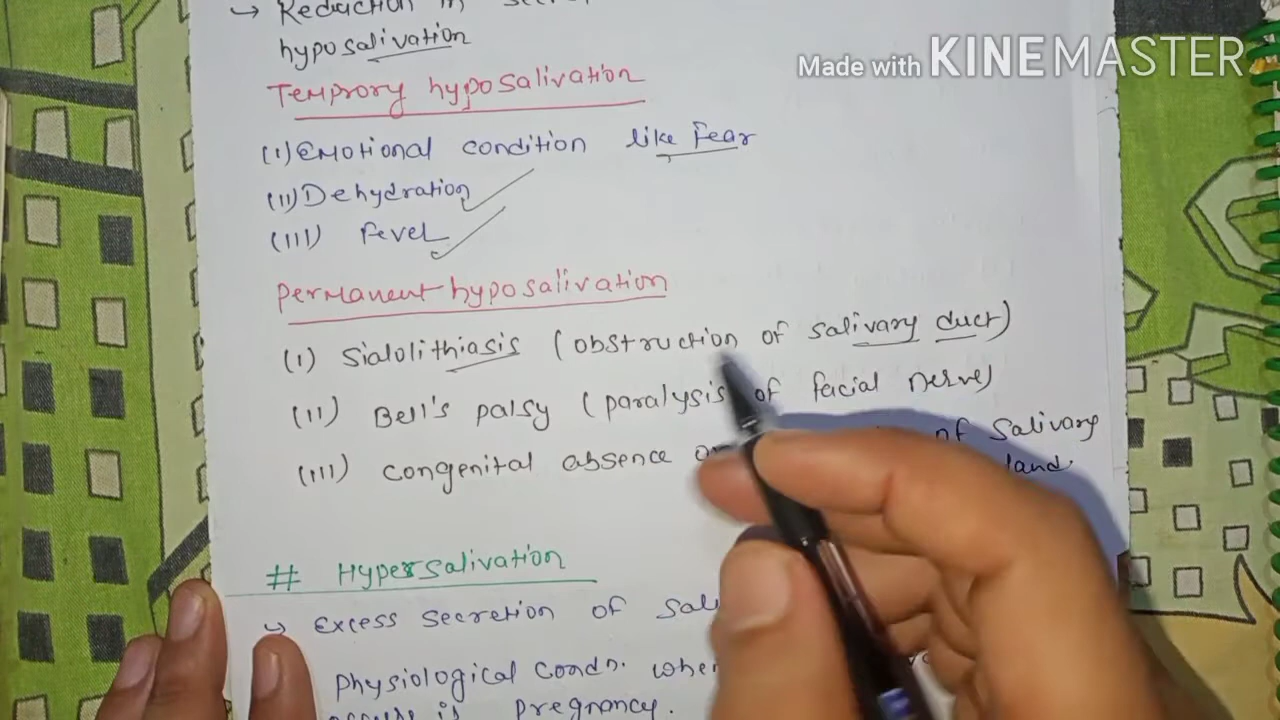 ↳ Reduction in
hyposalivation
Made with KINEMASTER
Temprory hyposalivation
(I) Emotional condition like Fear
(II) Dehydration
(III) Fever
Permanent hyposalivation
(I) Sialolithiasis (obstruction of salivary duct)
(II) Bell's palsy (paralysis of facial nerve)
(III) congenital absence of salivary
# Hypersalivation
↳ Excess secretion of
Physiological condn.
pregnancy.